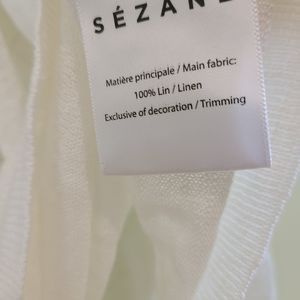 SÉZANE
Matière principale / Main fabric:
100% Lin / Linen
Exclusive of decoration / Trimming